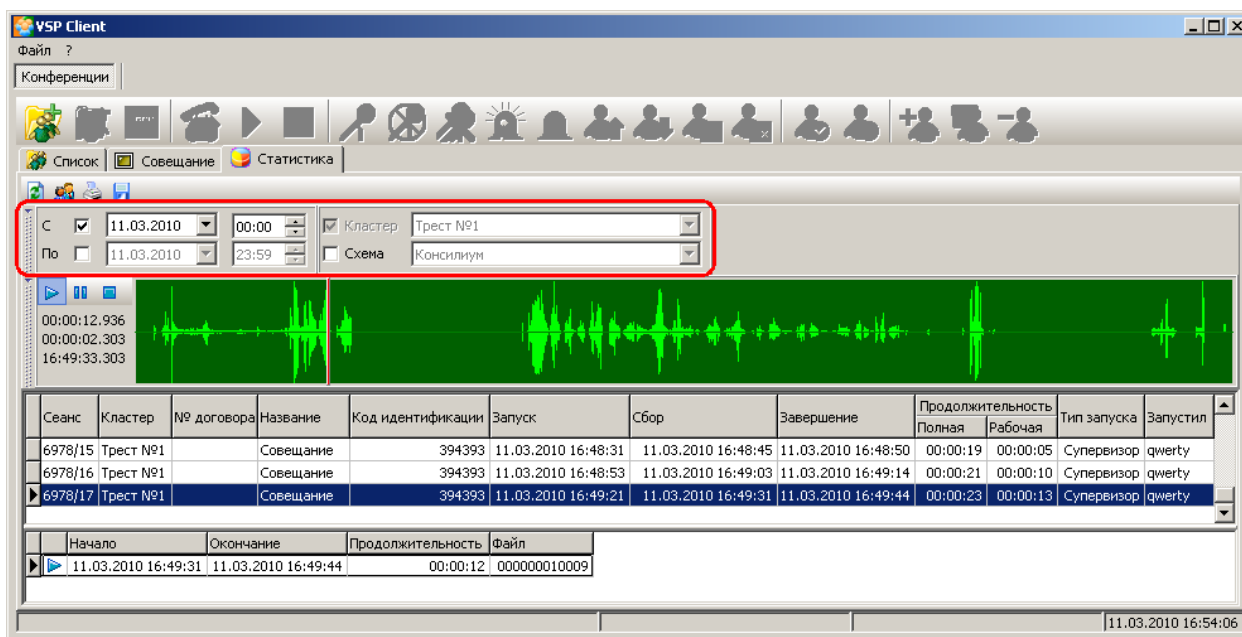 VSP Client
Файл ?
Конференции
Список Совещание Статистика
С 11.03.2010 00:00 Кластер Трест №1
По 11.03.2010 23:59 Схема Консилиум
00:00:12.936
00:00:02.303
16:49:33.303
Сеанс Кластер № договора Название Код идентификации Запуск Сбор Завершение Продолжительность Тип запуска Запустил
Полная Рабочая
6978/15 Трест №1 Совещание 394393 11.03.2010 16:48:31 11.03.2010 16:48:45 11.03.2010 16:48:50 00:00:19 00:00:05 Супервизор qwerty
6978/16 Трест №1 Совещание 394393 11.03.2010 16:48:53 11.03.2010 16:49:03 11.03.2010 16:49:14 00:00:21 00:00:10 Супервизор qwerty
6978/17 Трест №1 Совещание 394393 11.03.2010 16:49:21 11.03.2010 16:49:31 11.03.2010 16:49:44 00:00:23 00:00:13 Супервизор qwerty
Начало Окончание Продолжительность Файл
11.03.2010 16:49:31 11.03.2010 16:49:44 00:00:12 000000010009
11.03.2010 16:54:06